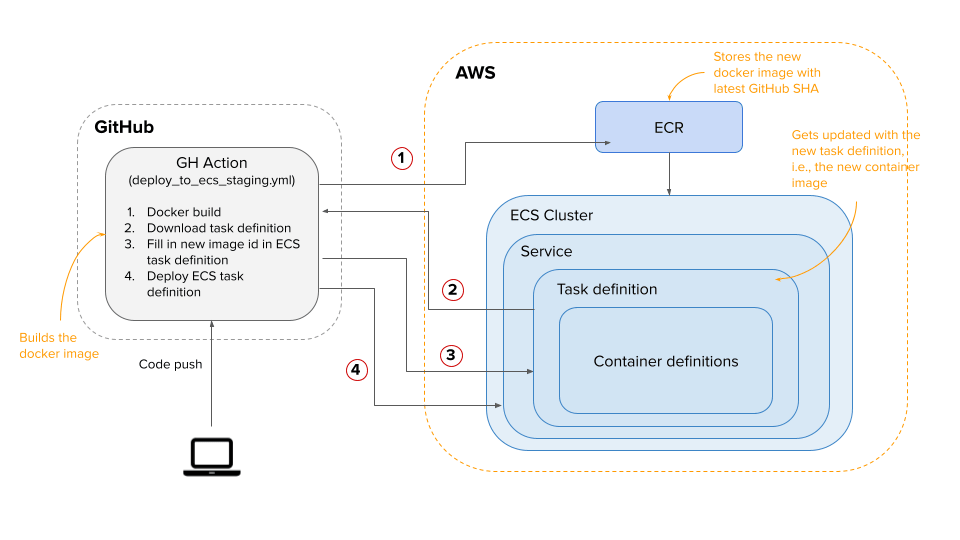 AWS
Stores the new
docker image with
latest GitHub SHA
GitHub
ECR
Gets updated with the
new task definition,
i.e., the new container
image
GH Action
(deploy_to_ecs_staging.yml)
1. Docker build
2. Download task definition
3. Fill in new image id in ECS
task definition
4. Deploy ECS task
definition
1
ECS Cluster
Service
Task definition
Container definitions
2
3
4
Builds the
docker image
Code push